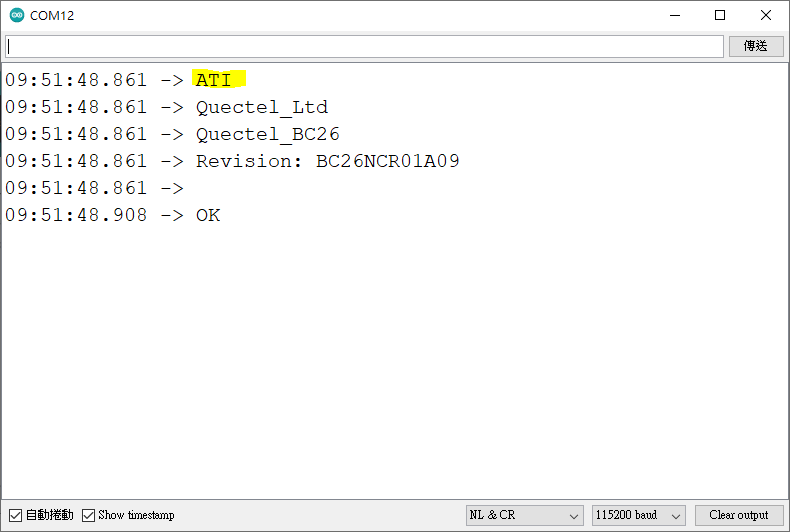 COM12
傳送
09:51:48.861 -> ATI
09:51:48.861 -> Quectel_Ltd
09:51:48.861 -> Quectel_BC26
09:51:48.861 -> Revision: BC26NCR01A09
09:51:48.861 ->
09:51:48.908 -> OK
自動捲動 Show timestamp NL & CR 115200 baud Clear output